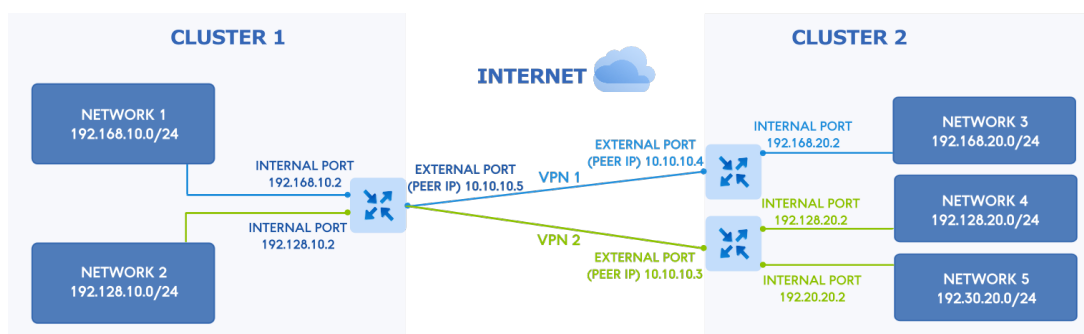 CLUSTER 1
CLUSTER 2
INTERNET
NETWORK 1
192.168.10.0/24
NETWORK 2
192.128.10.0/24
INTERNAL PORT
192.168.10.2
INTERNAL PORT
192.128.10.2
EXTERNAL PORT
(PEER IP) 10.10.10.5
VPN 1
VPN 2
EXTERNAL PORT
(PEER IP) 10.10.10.4
EXTERNAL PORT
(PEER IP) 10.10.10.3
INTERNAL PORT
192.168.20.2
INTERNAL PORT
192.128.20.2
INTERNAL PORT
192.20.20.2
NETWORK 3
192.168.20.0/24
NETWORK 4
192.128.20.0/24
NETWORK 5
192.30.20.0/24